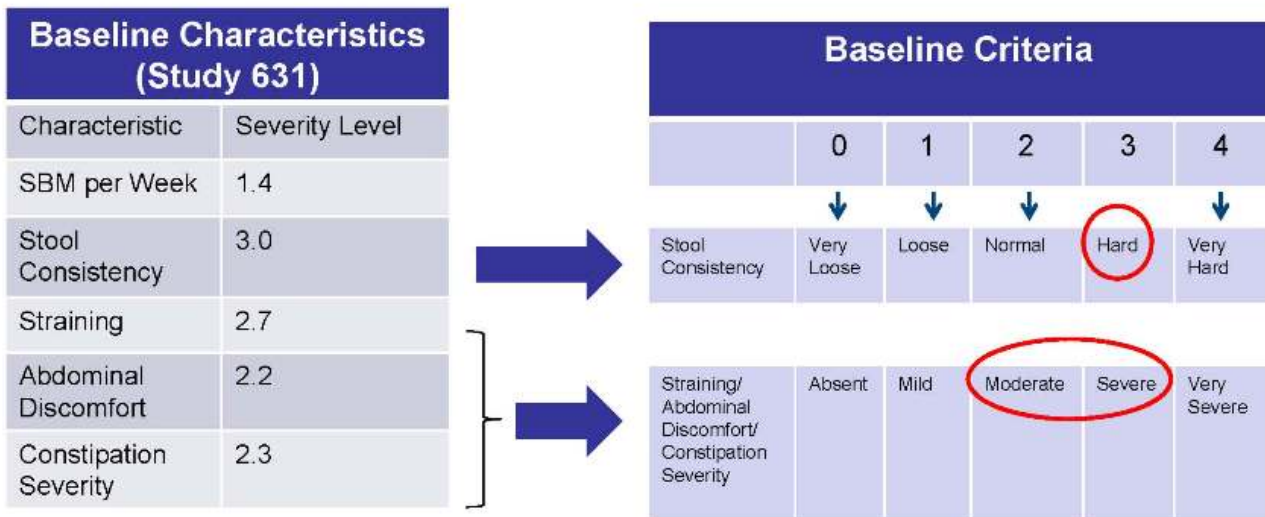 Baseline Characteristics
(Study 631)
Characteristic Severity Level
SBM per Week 1.4
Stool
Consistency 3.0
Straining 2.7
Abdominal
Discomfort 2.2
Constipation
Severity 2.3
Baseline Criteria
0 1 2 3 4
Stool
Consistency
Very
Loose
Loose
Normal
Hard
Very
Hard
Straining/
Abdominal
Discomfort/
Constipation
Severity
Absent
Mild
Moderate
Severe
Very
Severe